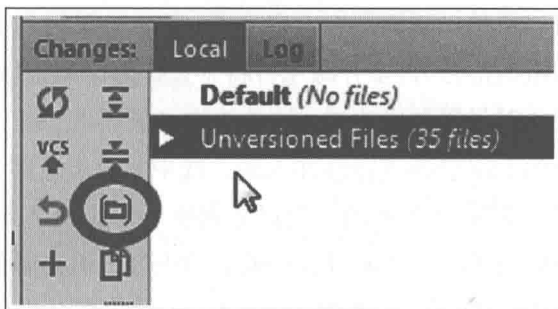 Changes: Local Log
Default (No files)
Unversioned Files (35 files)
VCS